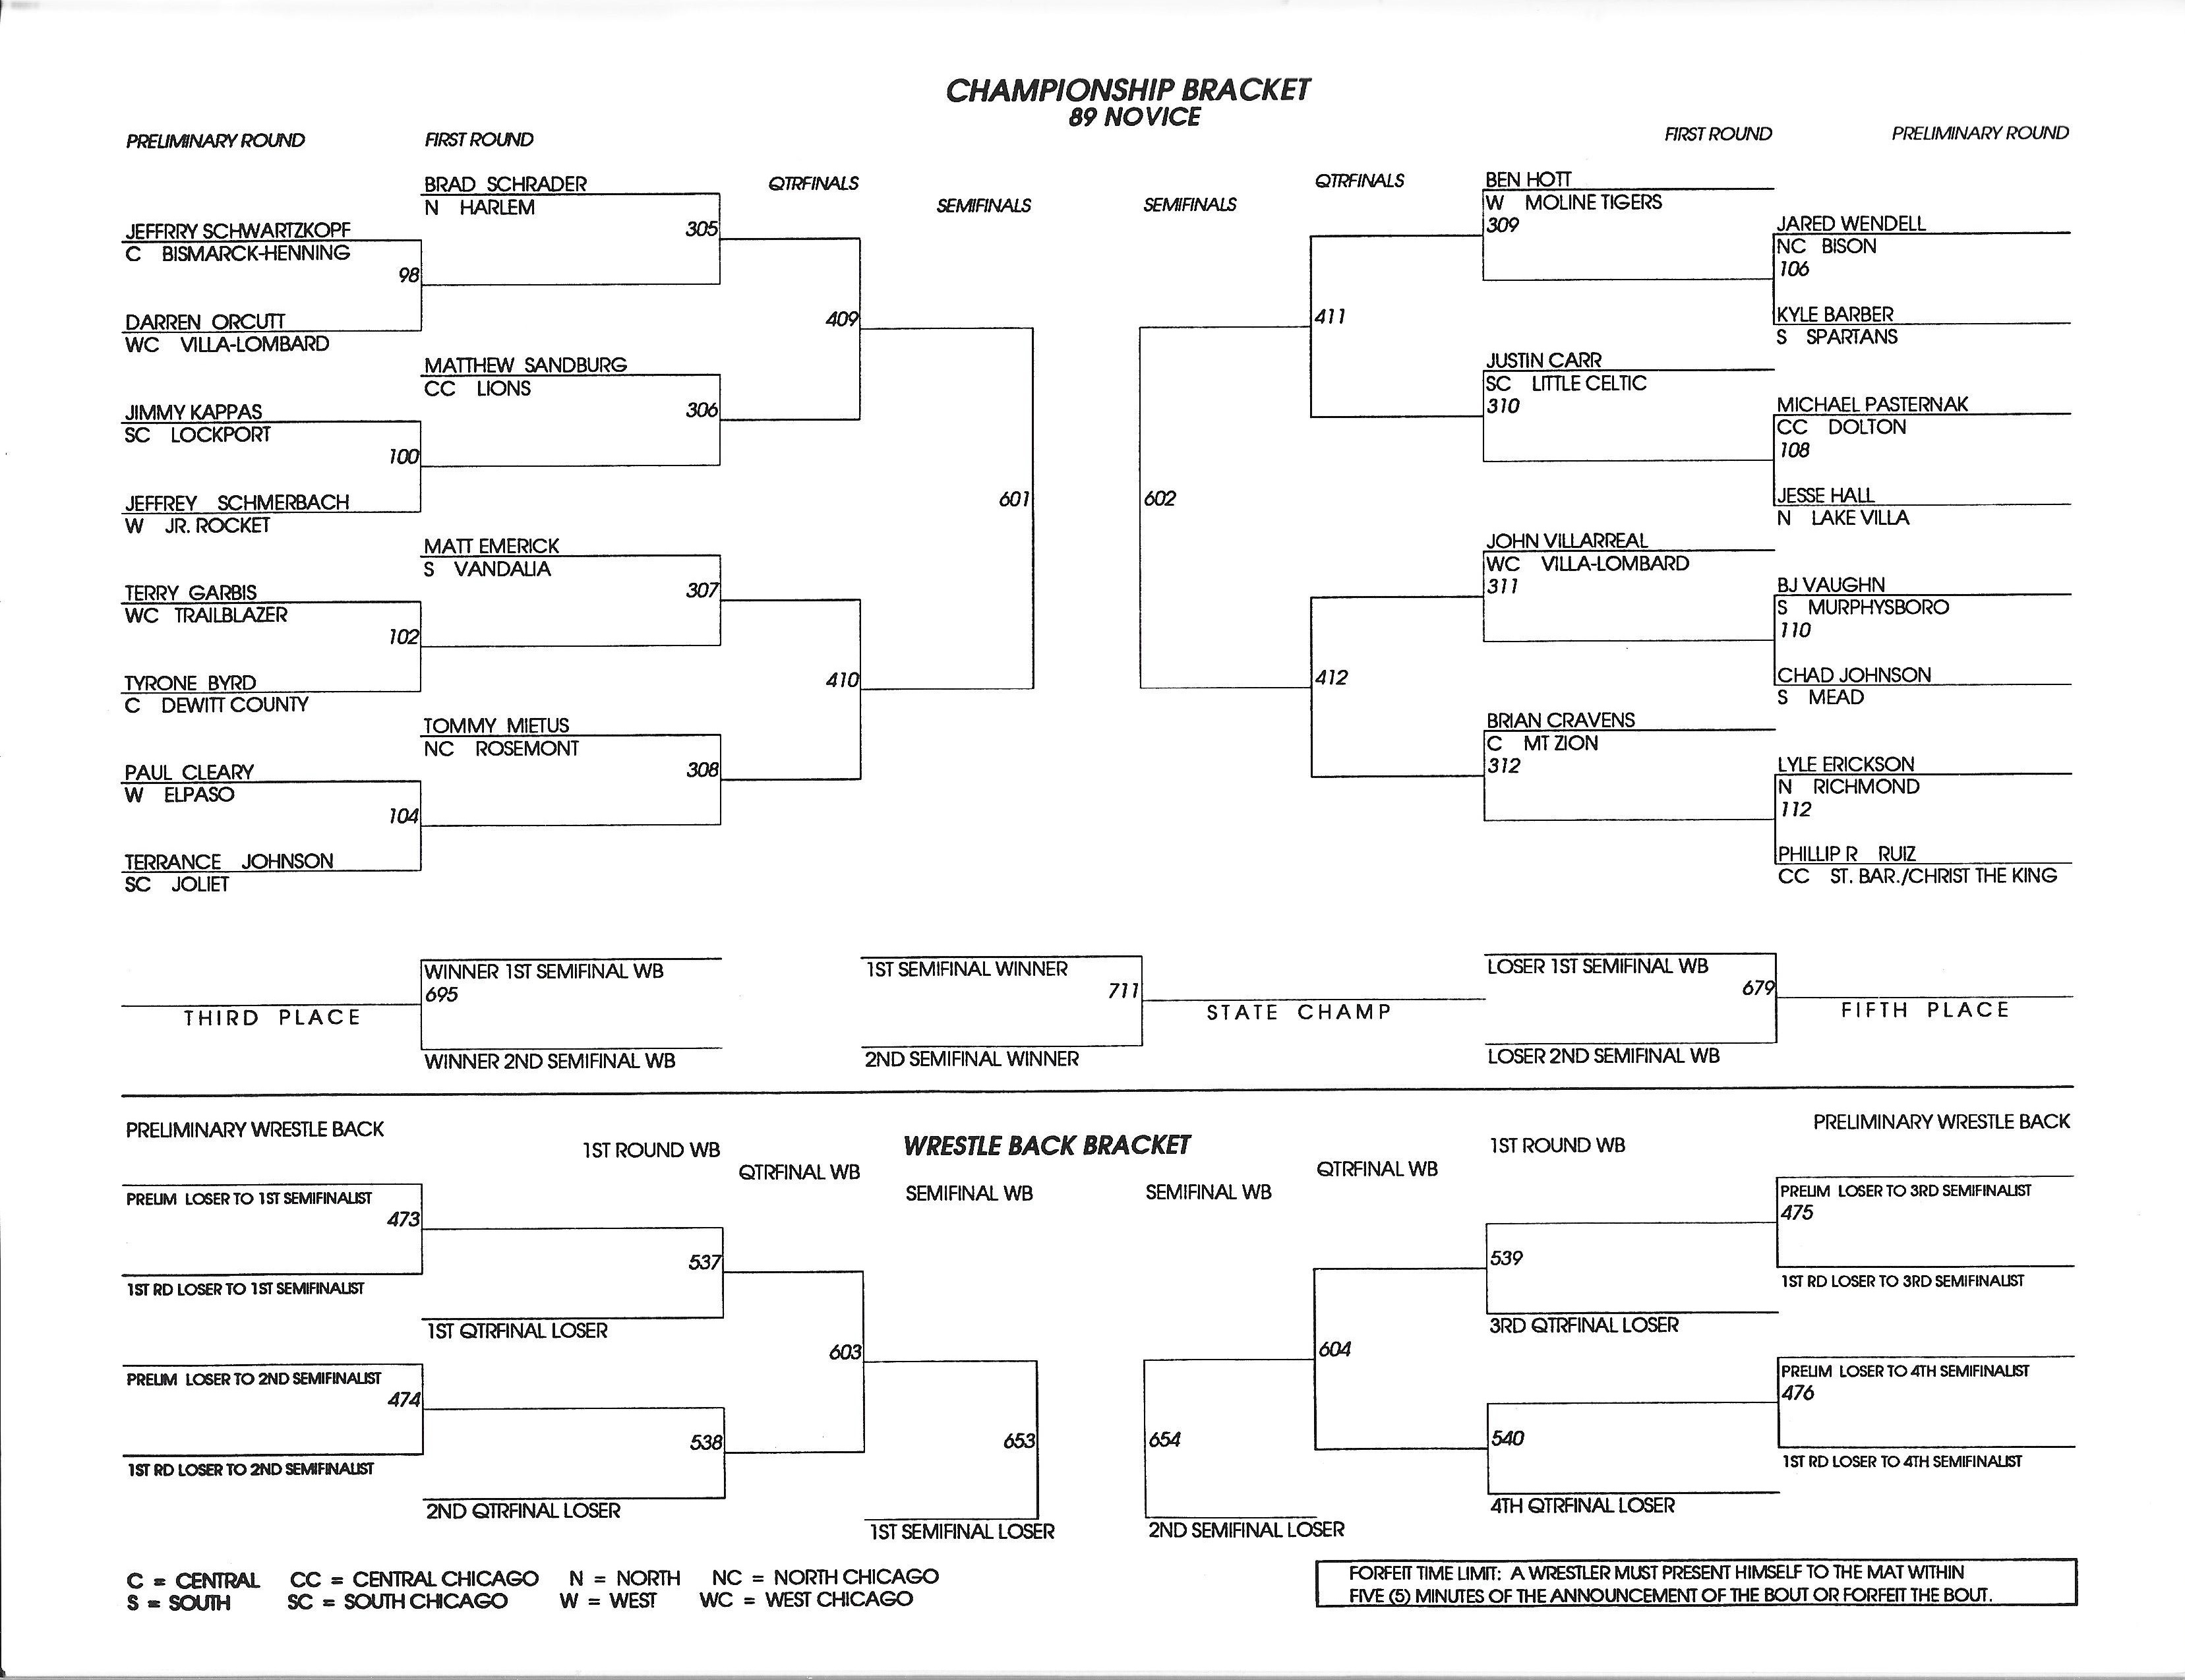 CHAMPIONSHIP BRACKET
89 NOVICE
PRELIMINARY ROUND
FIRST ROUND
QTRFINALS
SEMIFINALS
SEMIFINALS
QTRFINALS
FIRST ROUND
PRELIMINARY ROUND
BRAD SCHRADER
N HARLEM
305
JEFFRRY SCHWARTZKOPF
C BISMARCK-HENNING
98
DARREN ORCUTT
WC VILLA-LOMBARD
409
MATTHEW SANDBURG
CC LIONS
306
JIMMY KAPPAS
SC LOCKPORT
100
JEFFREY SCHMERBACH
W JR. ROCKET
601
MATT EMERICK
S VANDALIA
307
TERRY GARBIS
WC TRAILBLAZER
102
TYRONE BYRD
C DEWITT COUNTY
410
TOMMY MIETUS
NC ROSEMONT
308
PAUL CLEARY
W ELPASO
104
TERRANCE JOHNSON
SC JOLIET
BEN HOTT
W MOLINE TIGERS
309
JARED WENDELL
NC BISON
106
KYLE BARBER
S SPARTANS
411
JUSTIN CARR
SC LITTLE CELTIC
310
MICHAEL PASTERNAK
CC DOLTON
108
JESSE HALL
N LAKE VILLA
602
JOHN VILLARREAL
WC VILLA-LOMBARD
311
BJ VAUGHN
S MURPHYSBORO
110
CHAD JOHNSON
S MEAD
412
BRIAN CRAVENS
C MT ZION
312
LYLE ERICKSON
N RICHMOND
112
PHILLIP R RUIZ
CC ST. BAR./CHRIST THE KING
WINNER 1ST SEMIFINAL WB
695
THIRD PLACE
WINNER 2ND SEMIFINAL WB
1ST SEMIFINAL WINNER
711
STATE CHAMP
2ND SEMIFINAL WINNER
LOSER 1ST SEMIFINAL WB
679
FIFTH PLACE
LOSER 2ND SEMIFINAL WB
PRELIMINARY WRESTLE BACK
1ST ROUND WB
QTRFINAL WB
WRESTLE BACK BRACKET
SEMIFINAL WB
SEMIFINAL WB
QTRFINAL WB
1ST ROUND WB
PRELIMINARY WRESTLE BACK
PRELIM LOSER TO 1ST SEMIFINALIST
473
1ST RD LOSER TO 1ST SEMIFINALIST
537
1ST QTRFINAL LOSER
603
PRELIM LOSER TO 2ND SEMIFINALIST
474
1ST RD LOSER TO 2ND SEMIFINALIST
538
2ND QTRFINAL LOSER
653
1ST SEMIFINAL LOSER
PRELIM LOSER TO 3RD SEMIFINALIST
475
1ST RD LOSER TO 3RD SEMIFINALIST
539
3RD QTRFINAL LOSER
604
PRELIM LOSER TO 4TH SEMIFINALIST
476
1ST RD LOSER TO 4TH SEMIFINALIST
540
4TH QTRFINAL LOSER
654
2ND SEMIFINAL LOSER
C = CENTRAL CC = CENTRAL CHICAGO N = NORTH NC = NORTH CHICAGO
S = SOUTH SC = SOUTH CHICAGO W = WEST WC = WEST CHICAGO
FORFEIT TIME LIMIT: A WRESTLER MUST PRESENT HIMSELF TO THE MAT WITHIN
FIVE (5) MINUTES OF THE ANNOUNCEMENT OF THE BOUT OR FORFEIT THE BOUT.